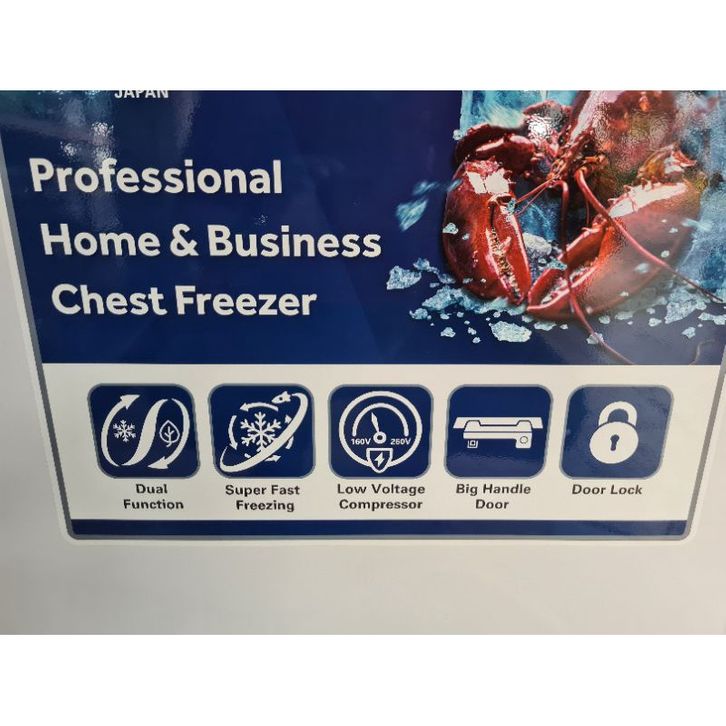 JAPAN
Professional
Home & Business
Chest Freezer
160V 260V
Dual
Function
Super Fast
Freezing
Low Voltage
Compressor
Big Handle
Door
Door Lock